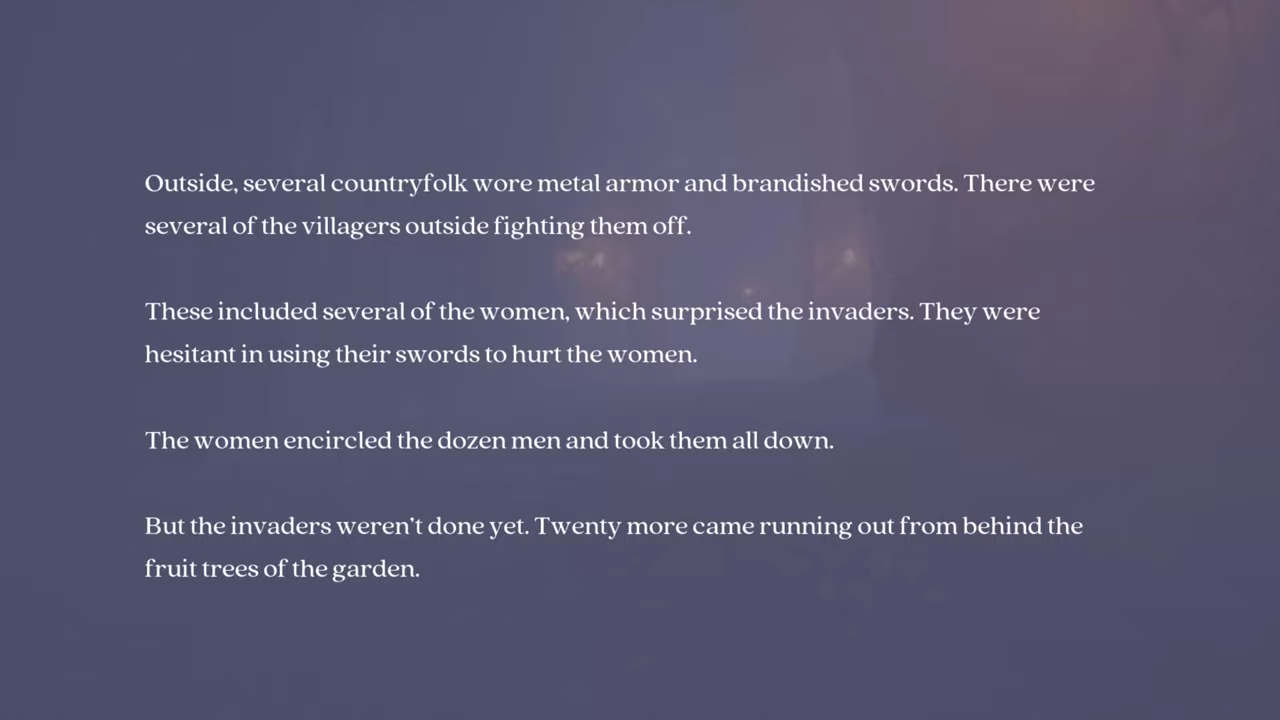 Outside, several countryfolk wore metal armor and brandished swords. There were
several of the villagers outside fighting them off.
These included several of the women, which surprised the invaders. They were
hesitant in using their swords to hurt the women.
The women encircled the dozen men and took them all down.
But the invaders weren’t done yet. Twenty more came running out from behind the
fruit trees of the garden.